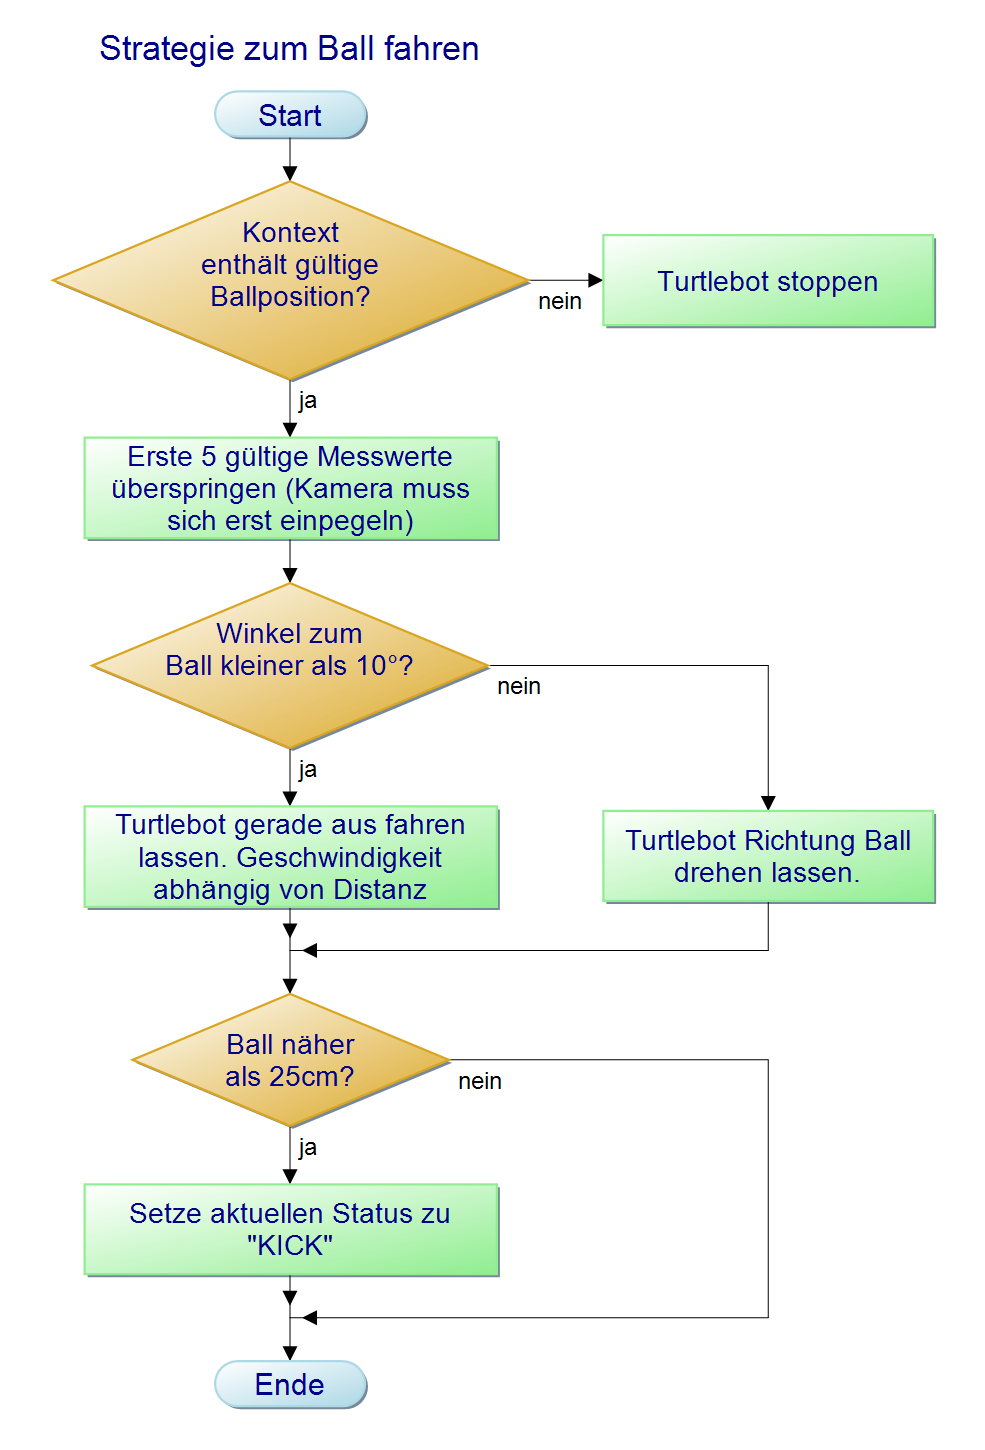 Strategie zum Ball fahren
Start
Kontext
enthält gültige
Ballposition?
nein
Turtlebot stoppen
ja
Erste 5 gültige Messwerte
überspringen (Kamera muss
sich erst einpegeln)
Winkel zum
Ball kleiner als 10°?
nein
ja
Turtlebot gerade aus fahren
lassen. Geschwindigkeit
abhängig von Distanz
Turtlebot Richtung Ball
drehen lassen.
Ball näher
als 25cm?
nein
ja
Setze aktuellen Status zu
"KICK"
Ende